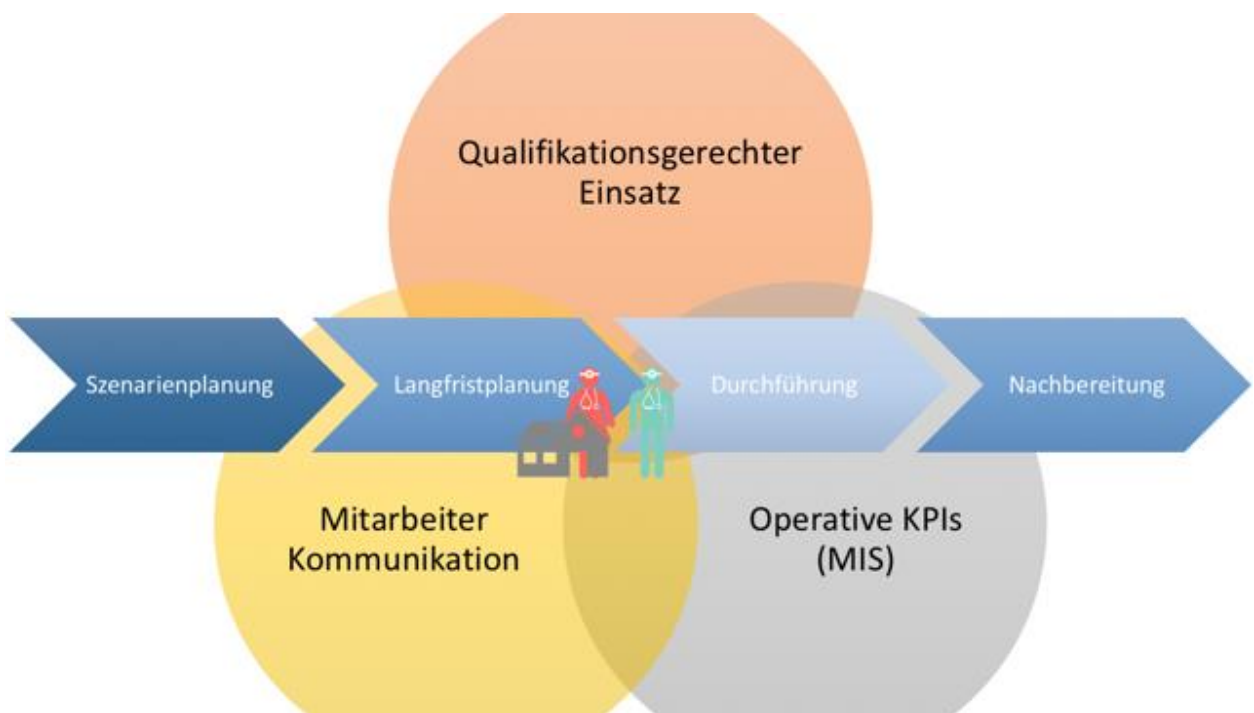 Qualifikationsgerechter
Einsatz
Szenarienplanung
Langfristplanung
Durchführung
Nachbereitung
Mitarbeiter
Kommunikation
Operative KPIs
(MIS)